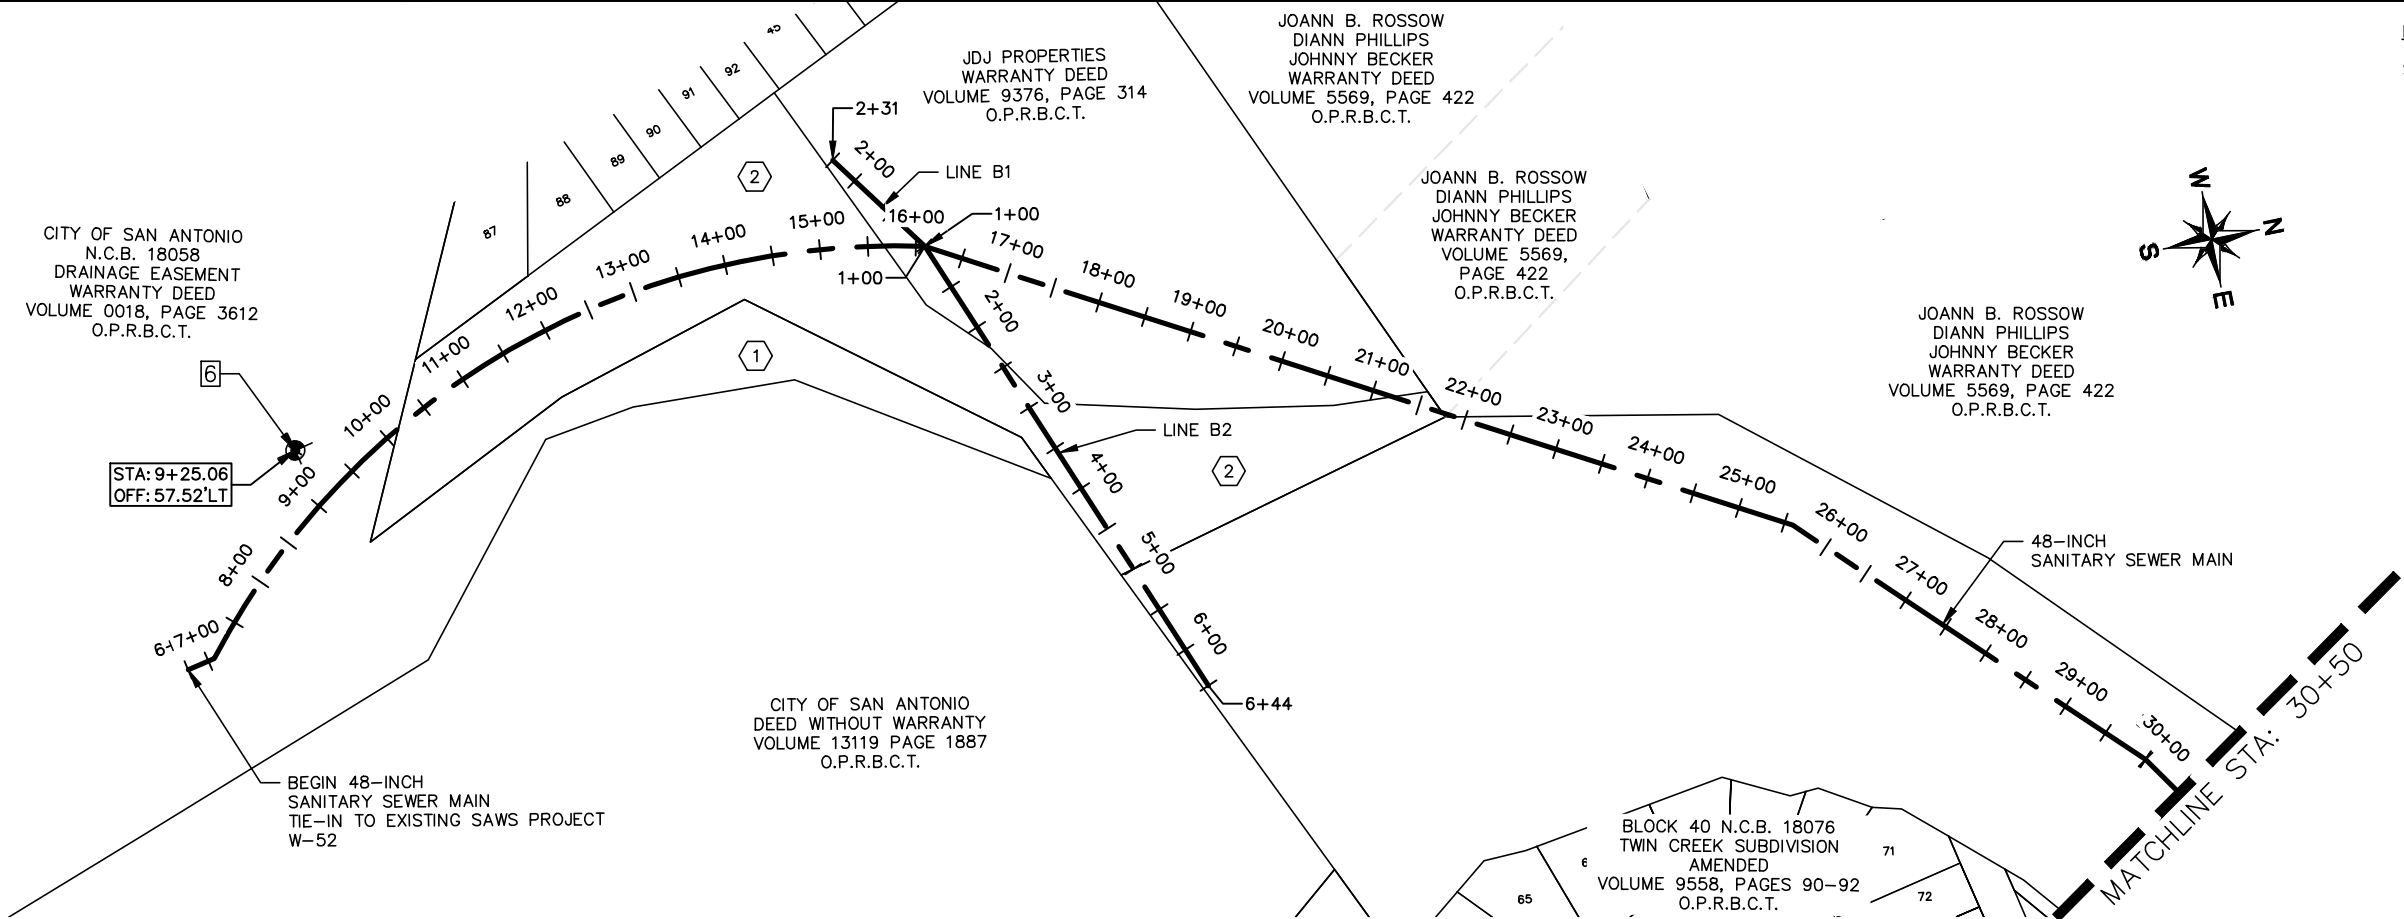 JOANN B. ROSSOW
DIANN PHILLIPS
JOHNNY BECKER
WARRANTY DEED
VOLUME 5569, PAGE 422
O.P.R.B.C.T.
JDJ PROPERTIES
WARRANTY DEED
VOLUME 9376, PAGE 314
O.P.R.B.C.T.
92
91
90
89
88
87
2+31
2+00
LINE B1
2
JOANN B. ROSSOW
DIANN PHILLIPS
JOHNNY BECKER
WARRANTY DEED
VOLUME 5569,
PAGE 422
O.P.R.B.C.T.
W
N
S
E
CITY OF SAN ANTONIO
N.C.B. 18058
DRAINAGE EASEMENT
WARRANTY DEED
VOLUME 0018, PAGE 3612
O.P.R.B.C.T.
6
STA: 9+25.06
OFF: 57.52'LT
6+
7+00
8+00
9+00
10+00
11+00
12+00
13+00
14+00
15+00
16+00
1+00
1+00
17+00
18+00
19+00
20+00
21+00
22+00
23+00
24+00
25+00
26+00
27+00
28+00
29+00
30+00
2+00
3+00
4+00
5+00
6+00
6+44
1
LINE B2
2
JOANN B. ROSSOW
DIANN PHILLIPS
JOHNNY BECKER
WARRANTY DEED
VOLUME 5569, PAGE 422
O.P.R.B.C.T.
48-INCH
SANITARY SEWER MAIN
MATCHLINE STA: 30+50
CITY OF SAN ANTONIO
DEED WITHOUT WARRANTY
VOLUME 13119 PAGE 1887
O.P.R.B.C.T.
BEGIN 48-INCH
SANITARY SEWER MAIN
TIE-IN TO EXISTING SAWS PROJECT
W-52
BLOCK 40 N.C.B. 18076
TWIN CREEK SUBDIVISION
AMENDED
VOLUME 9558, PAGES 90-92
O.P.R.B.C.T.
65
71
72